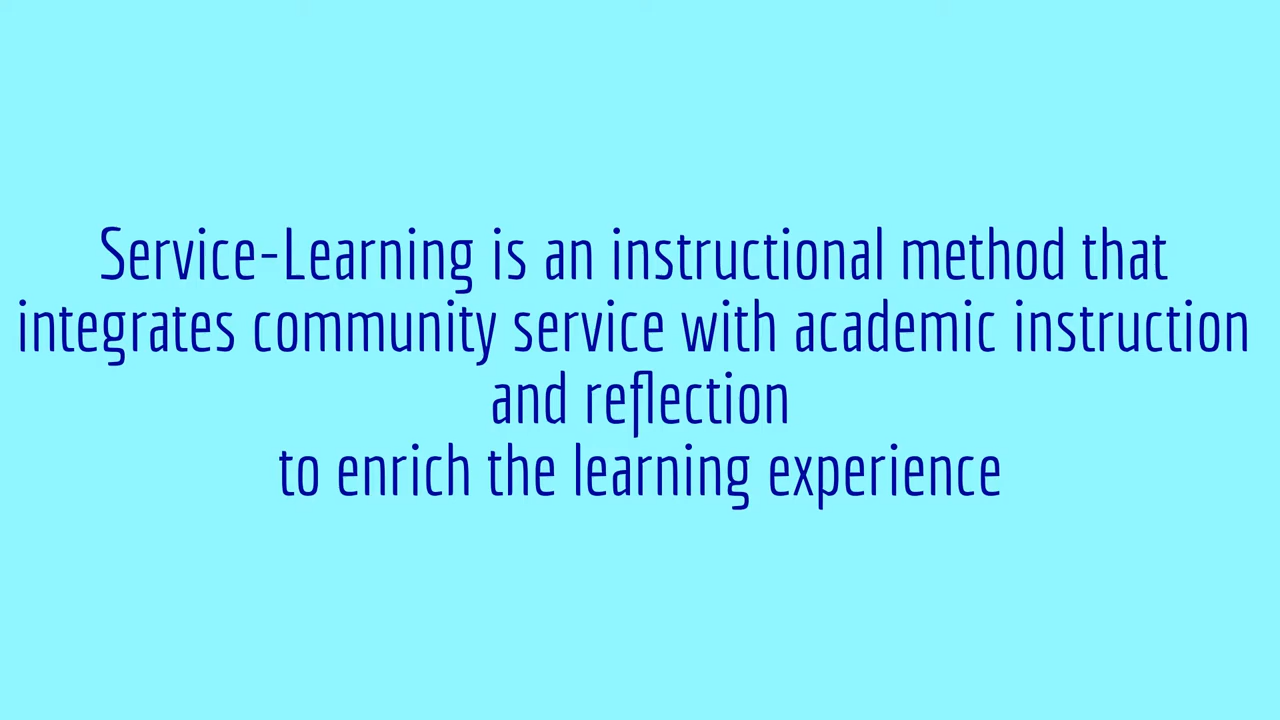 Service-Learning is an instructional method that
integrates community service with academic instruction
and reflection
to enrich the learning experience